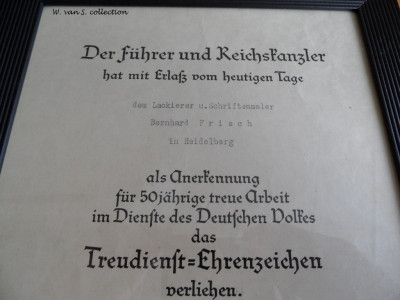 W. van S. collection
Der Führer und Reichskanzler
hat mit Erlaß vom heutigen Tage
dem Lackierer u. Schriftenmaler
Bernhard Frisch
in Heidelberg
als Anerkennung
für 50jährige treue Arbeit
im Dienste des Deutschen Volkes
das
Treudienst=Ehrenzeichen
verliehen.